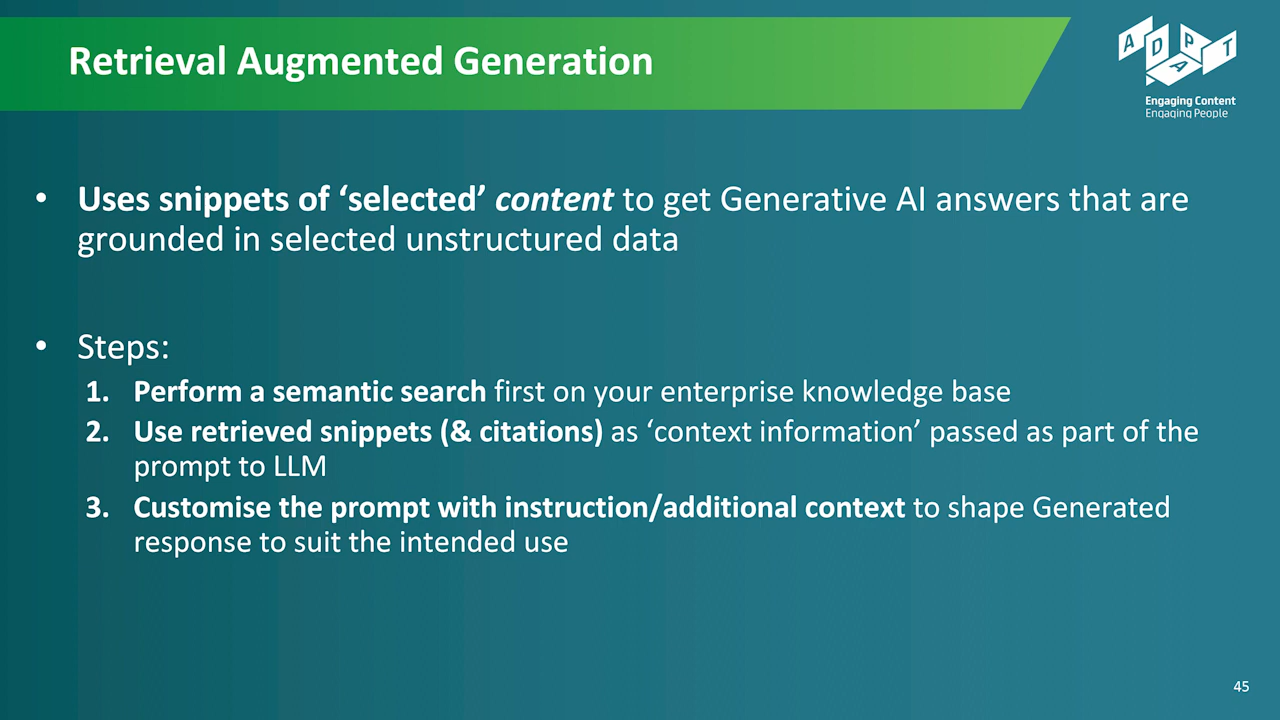 Retrieval Augmented Generation
A D A P T
Engaging Content
Engaging People
• Uses snippets of ‘selected’ content to get Generative AI answers that are
grounded in selected unstructured data
• Steps:
1. Perform a semantic search first on your enterprise knowledge base
2. Use retrieved snippets (& citations) as ‘context information’ passed as part of the
prompt to LLM
3. Customise the prompt with instruction/additional context to shape Generated
response to suit the intended use
45